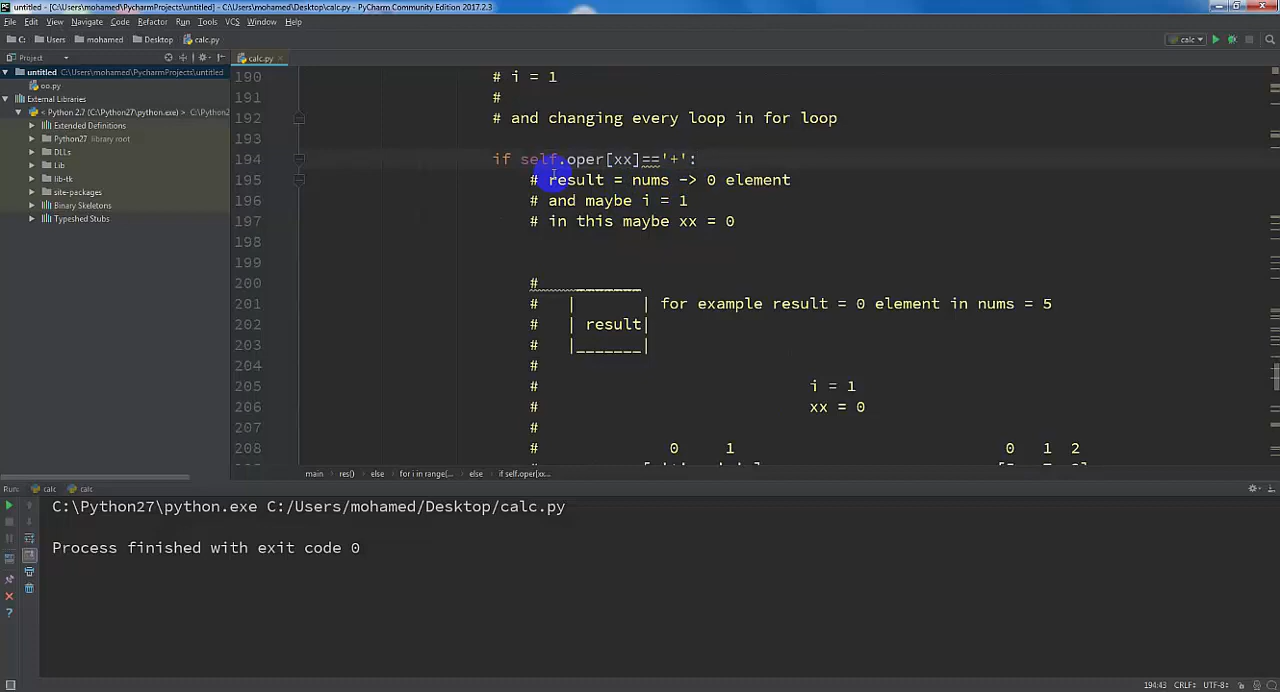 untitled - [C:\Users\mohamed\PycharmProjects\untitled] - C:\Users\mohamed\Desktop\calc.py - PyCharm Community Edition 2017.2.3
File Edit View Navigate Code Refactor Run Tools VCS Window Help
C: Users mohamed Desktop calc.py calc
Project calc.py
untitled C:\Users\mohamed\PycharmProjects\untitled
oo.py
External Libraries
< Python 2.7 (C:\Python27\python.exe) > C:\Python2
Extended Definitions
Python27 library root
DLLs
Lib
lib-tk
site-packages
Binary Skeletons
Typeshed Stubs
190 # i = 1
191 #
192 # and changing every loop in for loop
193
194 if self.oper[xx]=='+':
195 # result = nums -> 0 element
196 # and maybe i = 1
197 # in this maybe xx = 0
198
199
200 # _______
201 # | | for example result = 0 element in nums = 5
202 # | result|
203 # |_______|
204 #
205 # i = 1
206 # xx = 0
207 #
208 # 0 1 0 1 2
main res() else for i in range(... else if self.oper[xx...
Run: calc calc
C:\Python27\python.exe C:/Users/mohamed/Desktop/calc.py
Process finished with exit code 0
194:43 CRLF÷ UTF-8÷